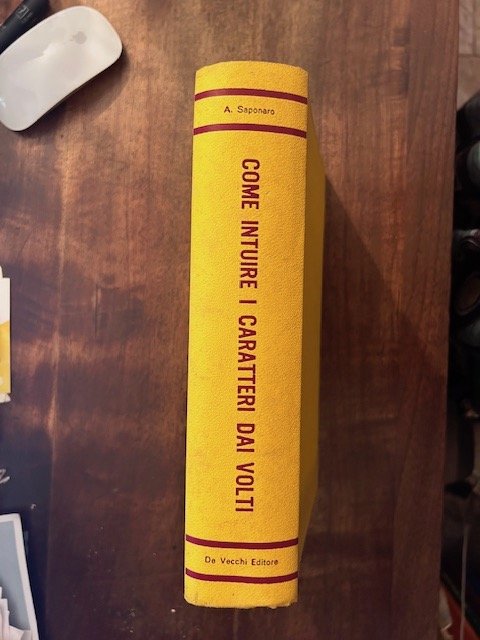 A. Saponaro
COME INTUIRE I CARATTERI DAI VOLTI
De Vecchi Editore